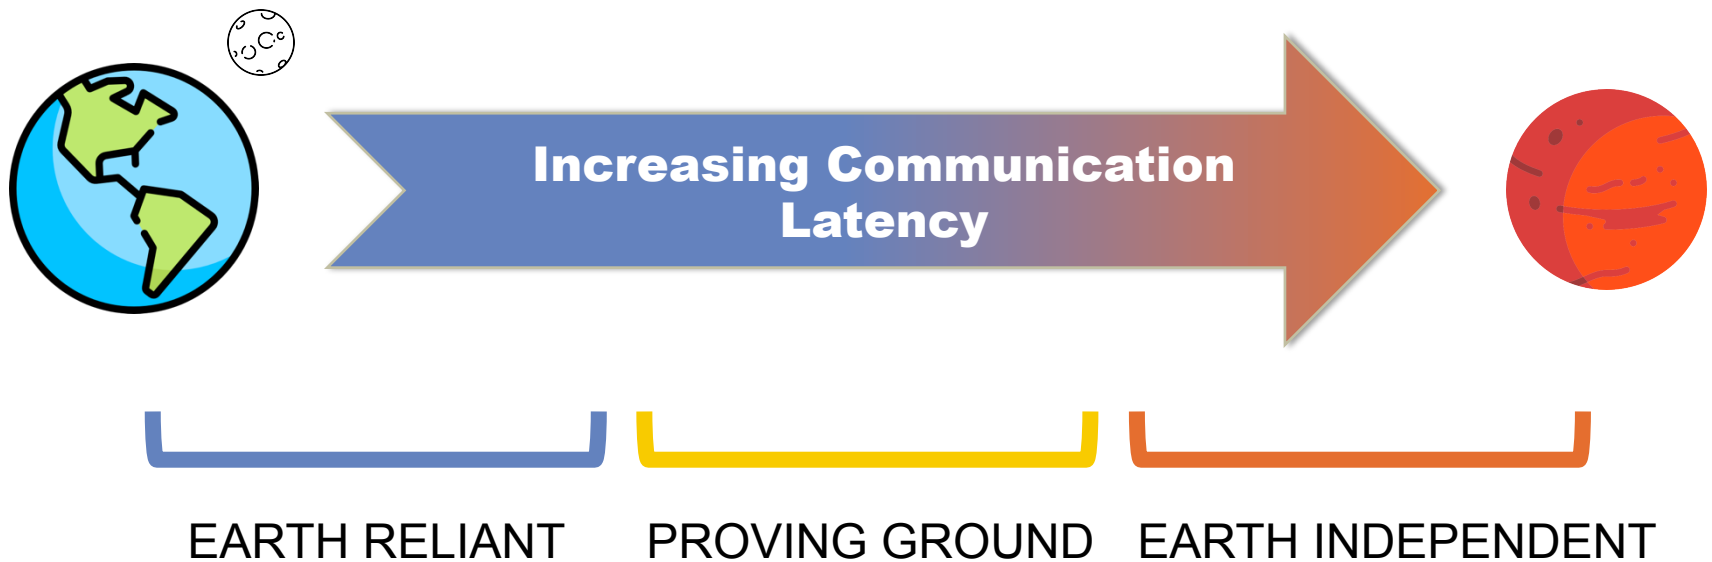 Increasing Communication
Latency
EARTH RELIANT
PROVING GROUND
EARTH INDEPENDENT